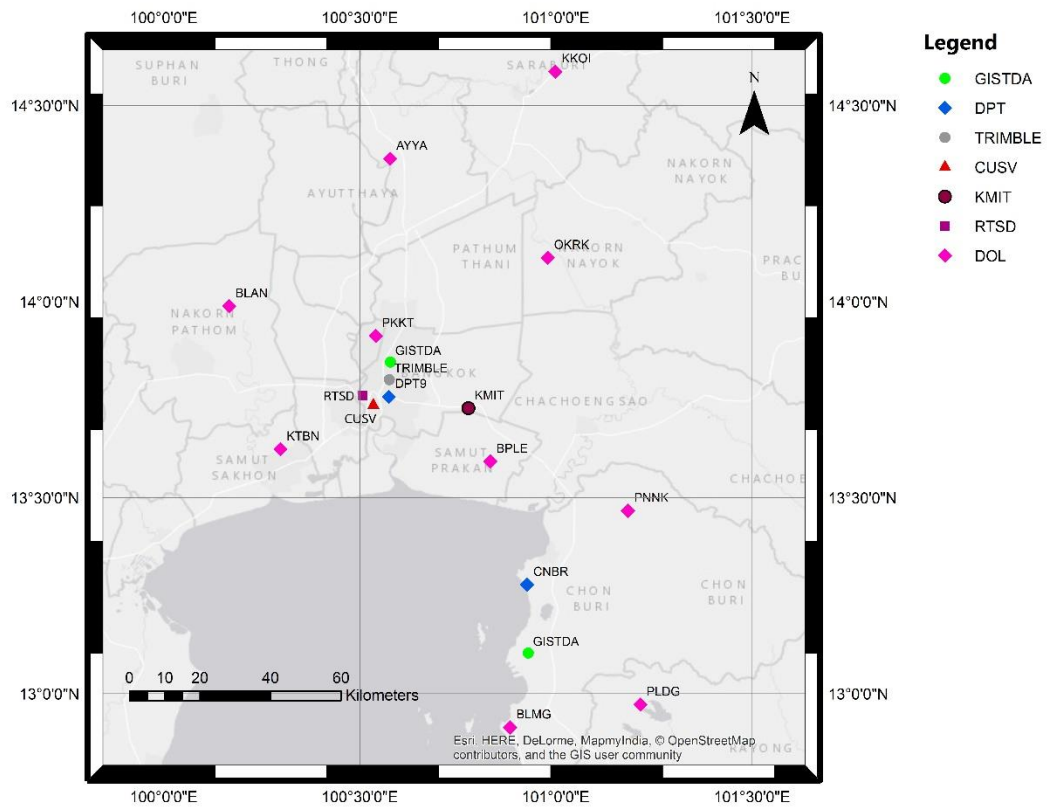 100°0'0"E 100°30'0"E 101°0'0"E 101°30'0"E
Legend
GISTDA
DPT
TRIMBLE
CUSV
KMIT
RTSD
DOL
N
14°30'0"N 14°30'0"N
14°0'0"N 14°0'0"N
13°30'0"N 13°30'0"N
13°0'0"N 13°0'0"N
SUPHAN
BURI
THONG
SARABURI
KKOI
AYYA
AYUTTHAYA
NAKORN
NAYOK
PATHUM
THANI
OKRK
NAKORN
NAYOK
PRAC
BU
BLAN
NAKORN
PATHOM
PKKT
GISTDA
TRIMBLE
BANGKOK
DPT9
RTSD
CUSV
KMIT
CHACHOENGSAO
KTBN
SAMUT
SAKHON
SAMUT
PRAKAN
BPLE
CHACHOE
PNNK
CNBR
CHON
BURI
CHON
BURI
GISTDA
PLDG
BLMG
RAYONG
0 10 20 40 60
Kilometers
Esri, HERE, DeLorme, MapmyIndia, © OpenStreetMap
contributors, and the GIS user community
100°0'0"E 100°30'0"E 101°0'0"E 101°30'0"E